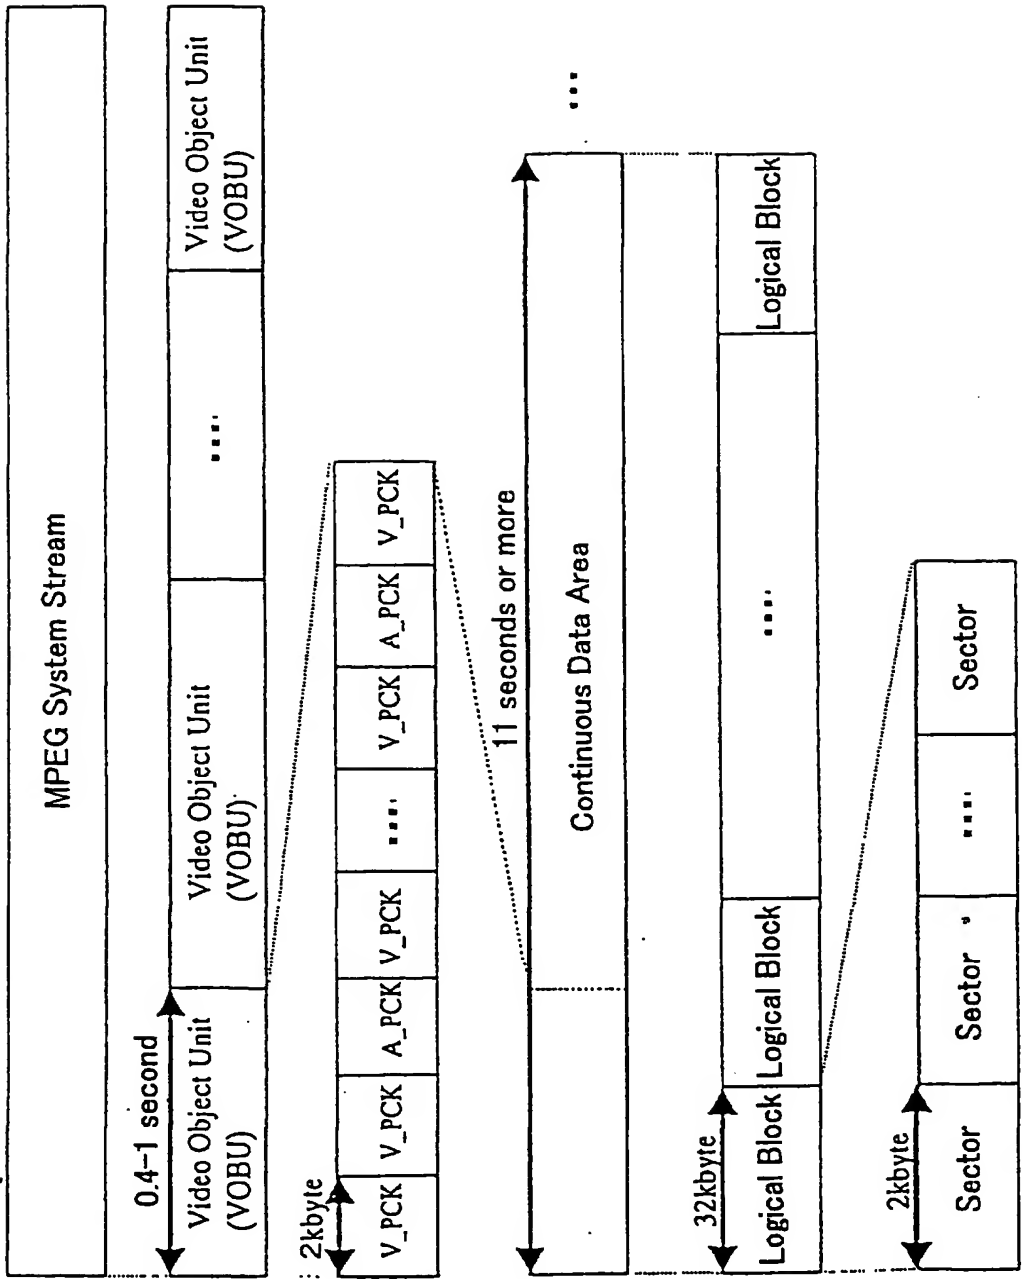 MPEG System Stream
0.4–1 second
Video Object Unit
(VOBU)
Video Object Unit
(VOBU)
....
Video Object Unit
(VOBU)
2kbyte
V_PCK
V_PCK
A_PCK
V_PCK
....
V_PCK
A_PCK
V_PCK
11 seconds or more
Continuous Data Area
...
32kbyte
Logical Block
Logical Block
....
Logical Block
2kbyte
Sector
Sector
....
Sector